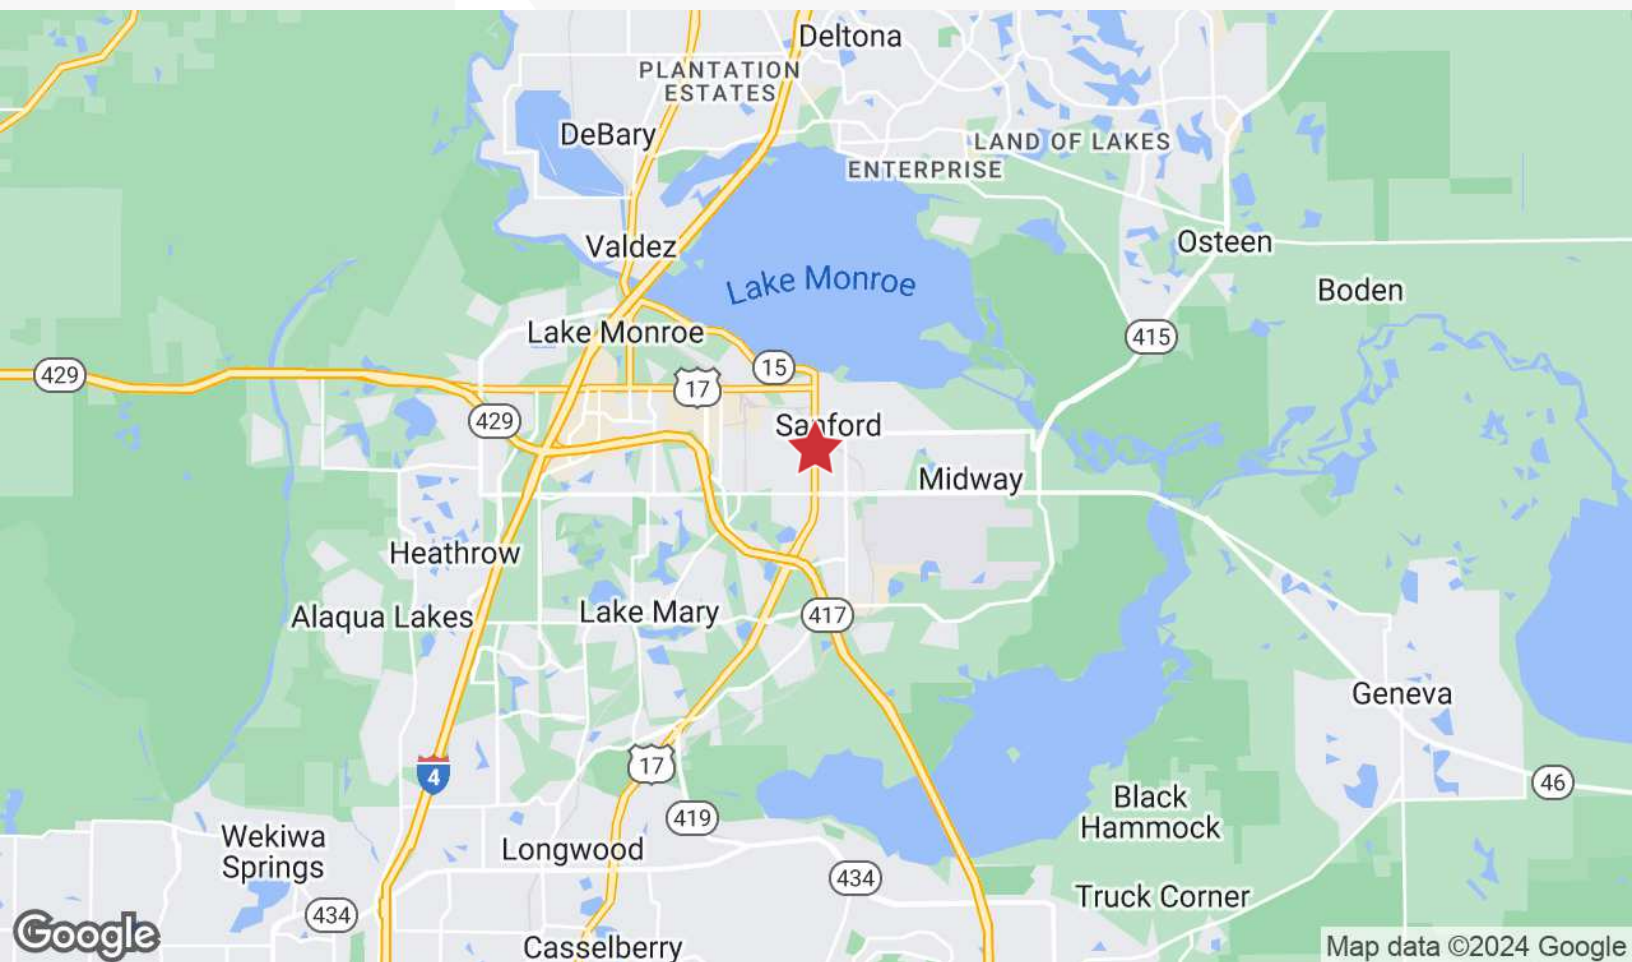 Deltona
PLANTATION
ESTATES
DeBary
LAND OF LAKES
ENTERPRISE
Valdez
Osteen
Lake Monroe
Boden
Lake Monroe
415
15
429
17
429
Sanford
Midway
Heathrow
Alaqua Lakes
Lake Mary
417
Geneva
17
4
46
Black
Hammock
419
Wekiwa
Springs
Longwood
434
Truck Corner
434
Google
Casselberry
Map data ©2024 Google